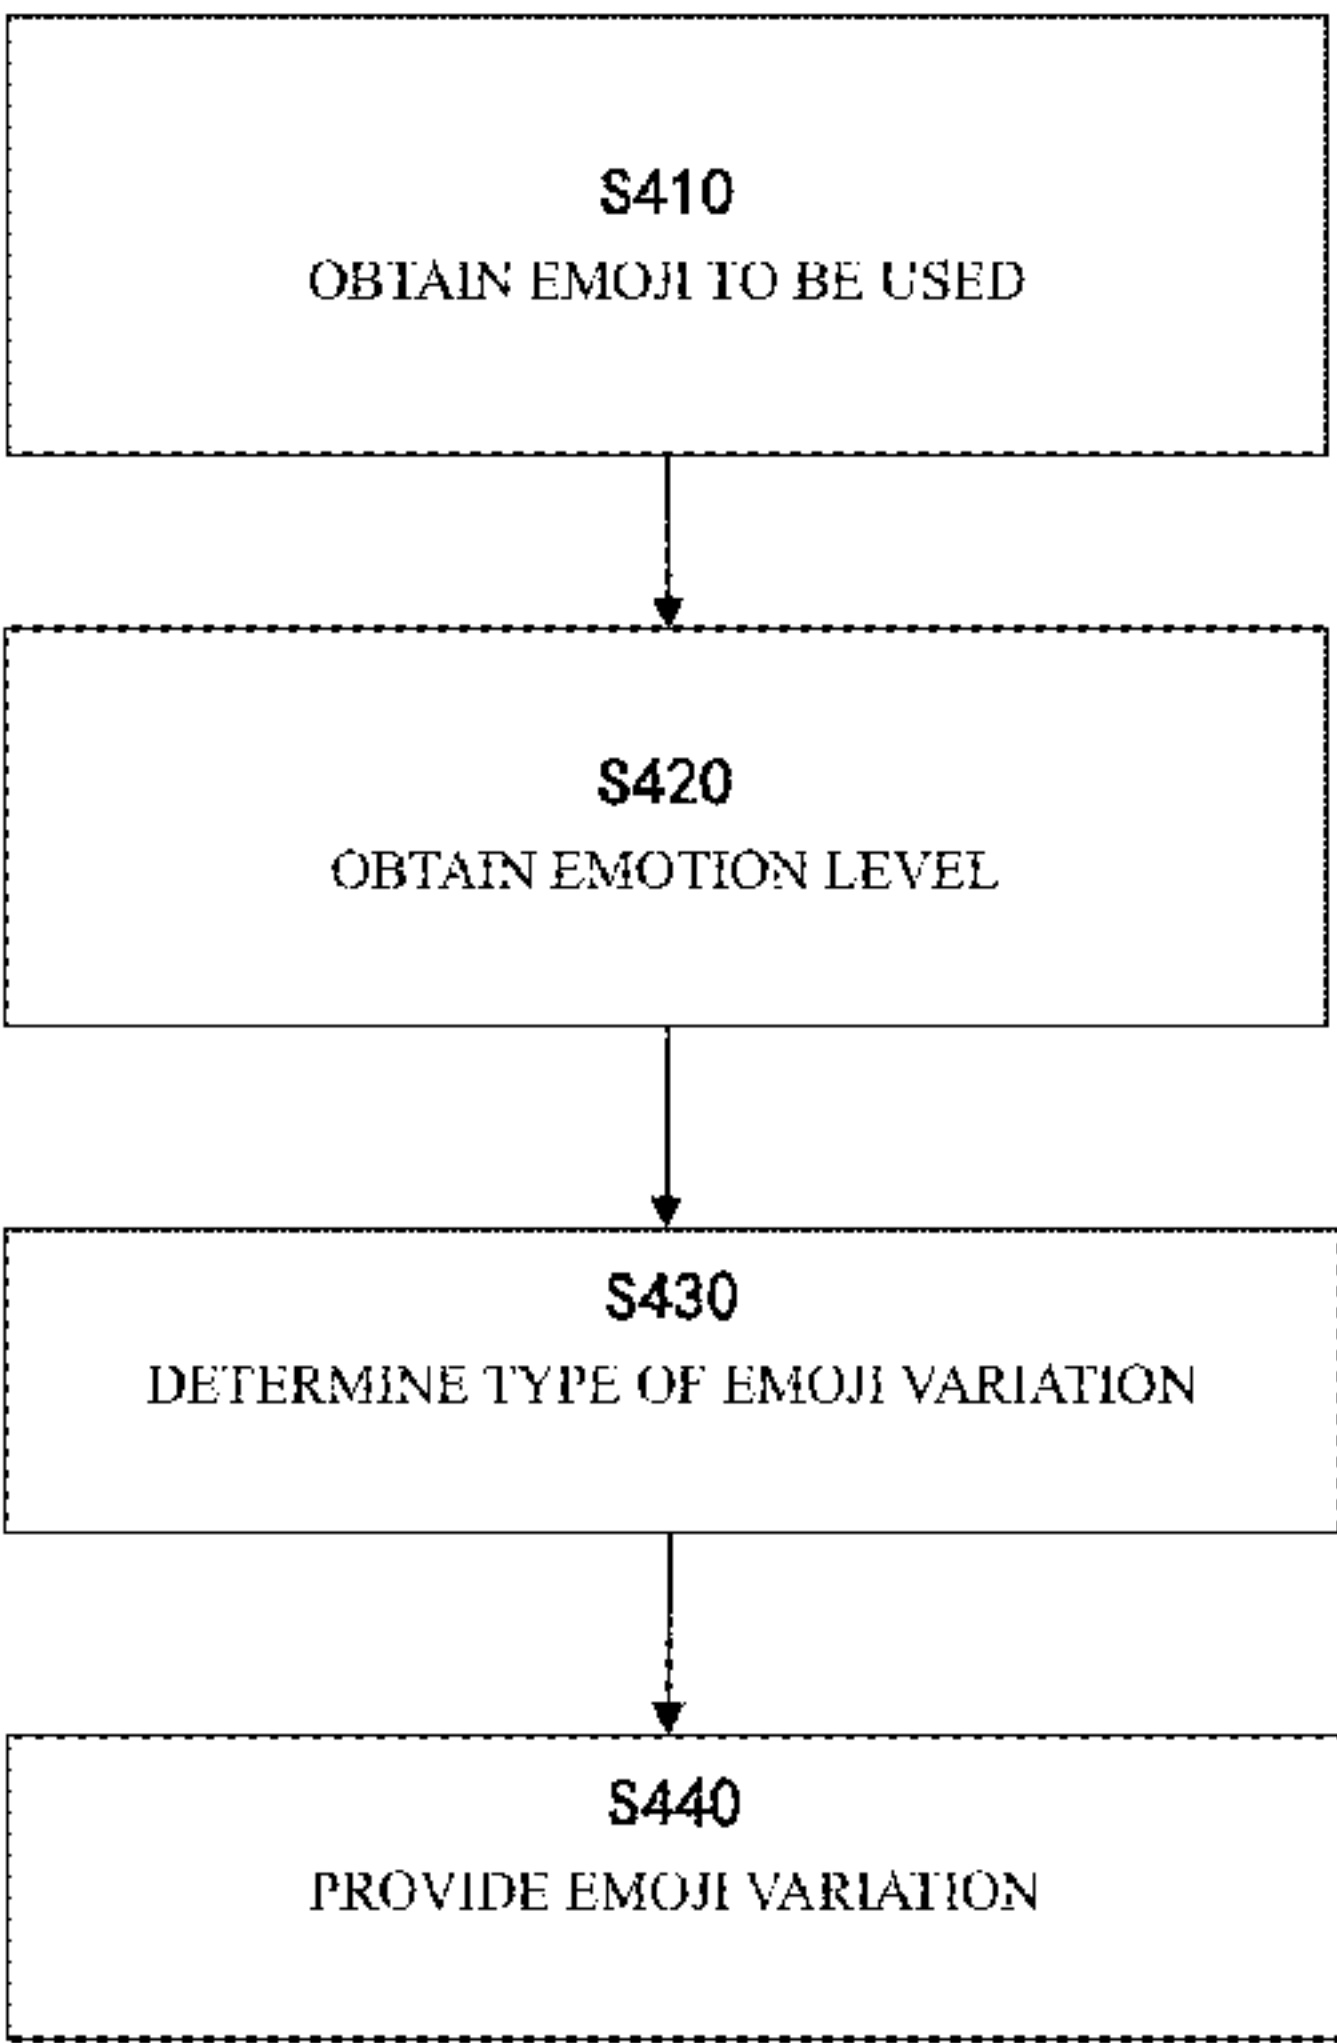 S410
OBTAIN EMOJI TO BE USED
S420
OBTAIN EMOTION LEVEL
S430
DETERMINE TYPE OF EMOJI VARIATION
S440
PROVIDE EMOJI VARIATION